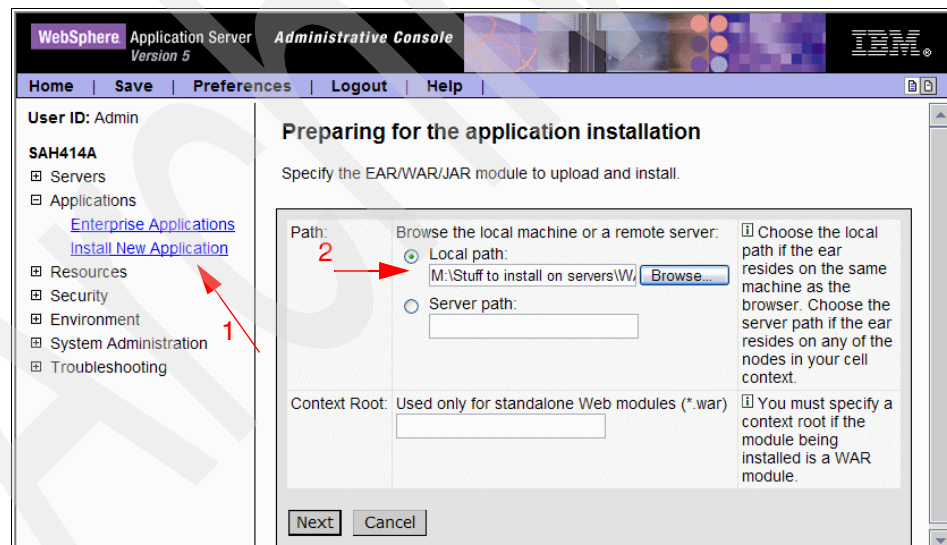 WebSphere Application Server Administrative Console
Version 5
IBM®
Home | Save | Preferences | Logout | Help |
User ID: Admin
SAH414A
Servers
Applications
Enterprise Applications
Install New Application
Resources
Security
Environment
System Administration
Troubleshooting
1
Preparing for the application installation
Specify the EAR/WAR/JAR module to upload and install.
Path:
2
Browse the local machine or a remote server:
Local path:
M:\Stuff to install on servers\W Browse...
Server path:
Choose the local
path if the ear
resides on the same
machine as the
browser. Choose the
server path if the ear
resides on any of the
nodes in your cell
context.
Context Root:
Used only for standalone Web modules (*.war)
You must specify a
context root if the
module being
installed is a WAR
module.
Next Cancel